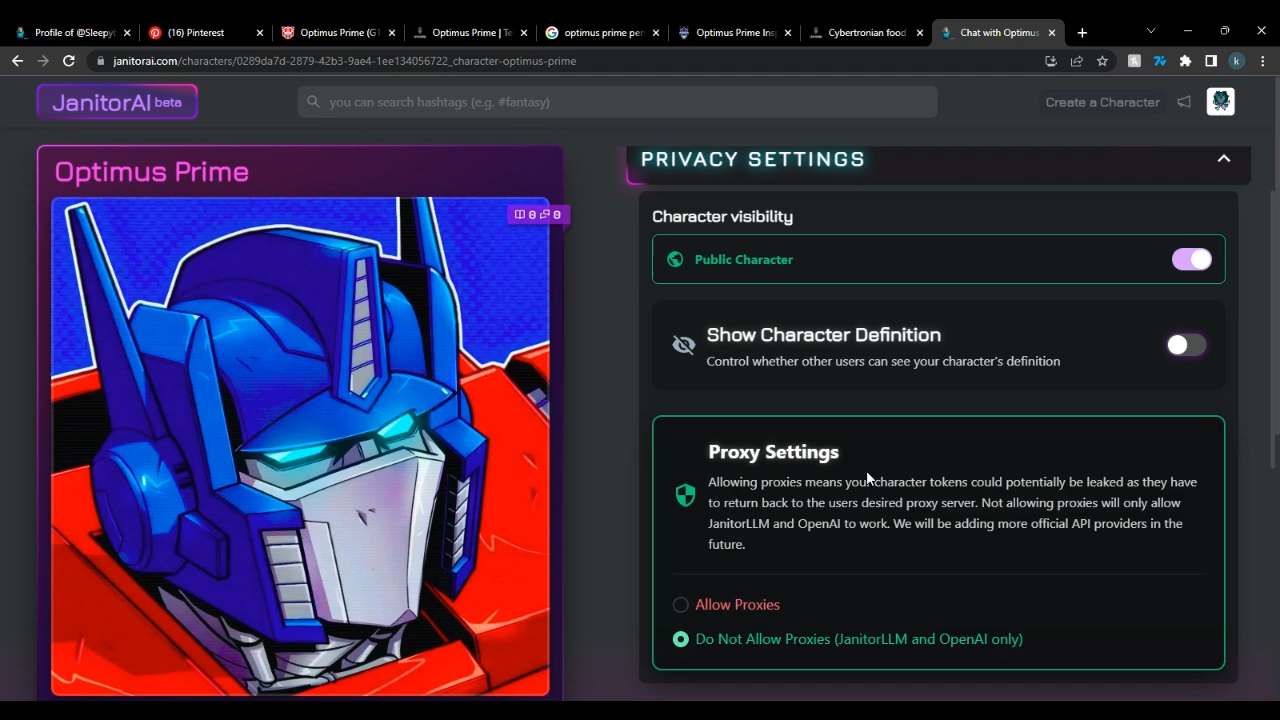 Profile of @Sleepy
(16) Pinterest
Optimus Prime (G1
Optimus Prime | Te
optimus prime per
Optimus Prime Insp
Cybertronian food
Chat with Optimus
janitorai.com/characters/0289da7d-2879-42b3-9ae4-1ee134056722_character-optimus-prime
k
JanitorAI beta
you can search hashtags (e.g. #fantasy)
Create a Character
Optimus Prime
0 0
PRIVACY SETTINGS
Character visibility
Public Character
Show Character Definition
Control whether other users can see your character's definition
Proxy Settings
Allowing proxies means your character tokens could potentially be leaked as they have
to return back to the users desired proxy server. Not allowing proxies will only allow
JanitorLLM and OpenAI to work. We will be adding more official API providers in the
future.
Allow Proxies
Do Not Allow Proxies (JanitorLLM and OpenAI only)